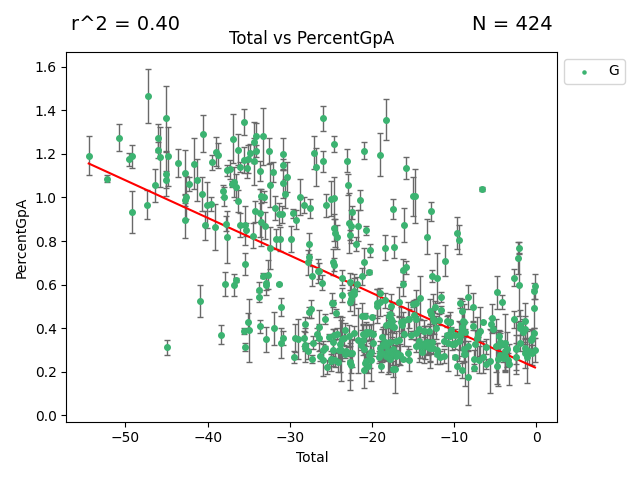 r^2 = 0.40
N = 424
Total vs PercentGpA
G
PercentGpA
1.6
1.4
1.2
1.0
0.8
0.6
0.4
0.2
0.0
−50
−40
−30
−20
−10
0
Total